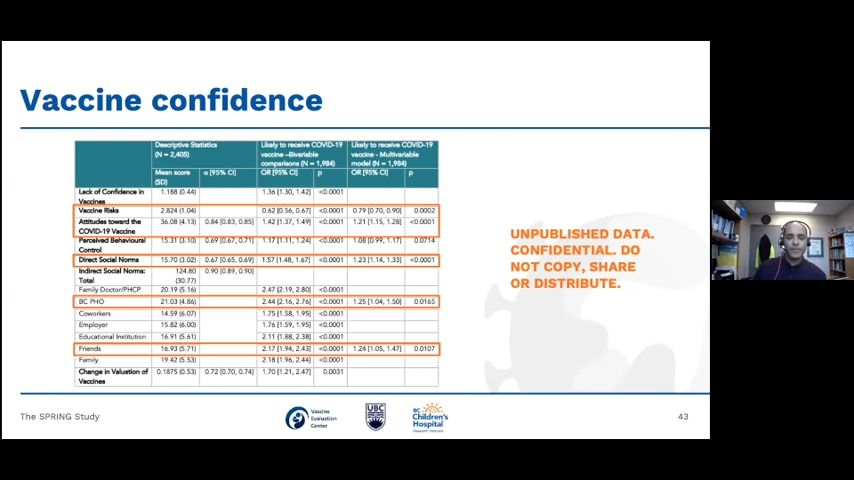 Vaccine confidence
Descriptive Statistics (N = 2,405) Likely to receive COVID-19 vaccine –Bivariable comparisons (N = 1,984) Likely to receive COVID-19 vaccine - Multivariable model (N = 1,984)
Mean score (SD) α [95% CI] OR [95% CI] p OR [95% CI] p
Lack of Confidence in Vaccines 1.188 (0.44) 1.36 [1.30, 1.42] <0.0001
Vaccine Risks 2.824 (1.04) 0.62 [0.56, 0.67] <0.0001 0.79 [0.70, 0.90] 0.0002
Attitudes toward the COVID-19 Vaccine 36.08 (4.13) 0.84 [0.83, 0.85] 1.42 [1.37, 1.49] <0.0001 1.21 [1.15, 1.28] <0.0001
Perceived Behavioural Control 15.31 (3.10) 0.69 [0.67, 0.71] 1.17 [1.11, 1.24] <0.0001 1.08 [0.99, 1.17] 0.0714
Direct Social Norms 15.70 (3.02) 0.67 [0.65, 0.69] 1.57 [1.48, 1.67] <0.0001 1.23 [1.14, 1.33] <0.0001
Indirect Social Norms: Total 124.80 (30.77) 0.90 [0.89, 0.90]
Family Doctor/PHCP 20.19 (5.16) 2.47 [2.19, 2.80] <0.0001
BC PHO 21.03 (4.86) 2.44 [2.16, 2.76] <0.0001 1.25 [1.04, 1.50] 0.0165
Coworkers 14.59 (6.07) 1.75 [1.58, 1.95] <0.0001
Employer 15.82 (6.00) 1.76 [1.59, 1.95] <0.0001
Educational Institution 16.91 (5.61) 2.11 [1.88, 2.38] <0.0001
Friends 16.93 (5.71) 2.17 [1.94, 2.43] <0.0001 1.24 [1.05, 1.47] 0.0107
Family 19.42 (5.53) 2.18 [1.96, 2.44] <0.0001
Change in Valuation of Vaccines 0.1875 (0.53) 0.72 [0.70, 0.74] 1.70 [1.21, 2.47] 0.0031
UNPUBLISHED DATA.
CONFIDENTIAL. DO
NOT COPY, SHARE
OR DISTRIBUTE.
The SPRING Study
Vaccine
Evaluation
Center
UBC
BC
Children's
Hospital
Research Institute
43